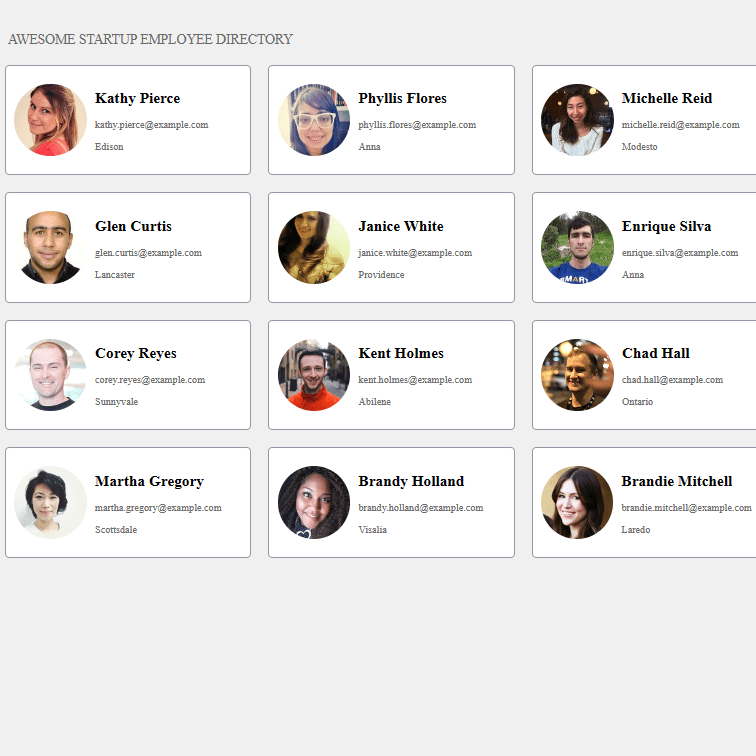 AWESOME STARTUP EMPLOYEE DIRECTORY
Kathy Pierce
kathy.pierce@example.com
Edison
Phyllis Flores
phyllis.flores@example.com
Anna
Michelle Reid
michelle.reid@example.com
Modesto
Glen Curtis
glen.curtis@example.com
Lancaster
Janice White
janice.white@example.com
Providence
Enrique Silva
enrique.silva@example.com
Anna
Corey Reyes
corey.reyes@example.com
Sunnyvale
Kent Holmes
kent.holmes@example.com
Abilene
Chad Hall
chad.hall@example.com
Ontario
Martha Gregory
martha.gregory@example.com
Scottsdale
Brandy Holland
brandy.holland@example.com
Visalia
Brandie Mitchell
brandie.mitchell@example.com
Laredo